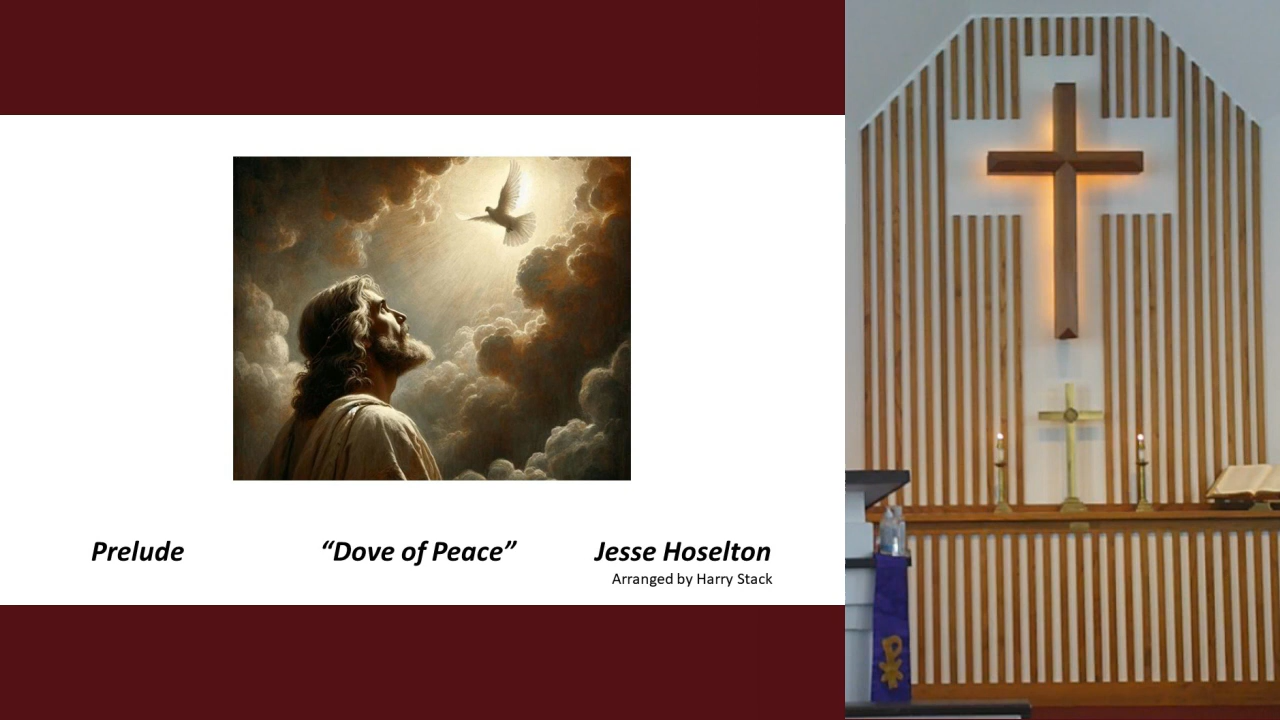 Prelude “Dove of Peace” Jesse Hoselton
Arranged by Harry Stack